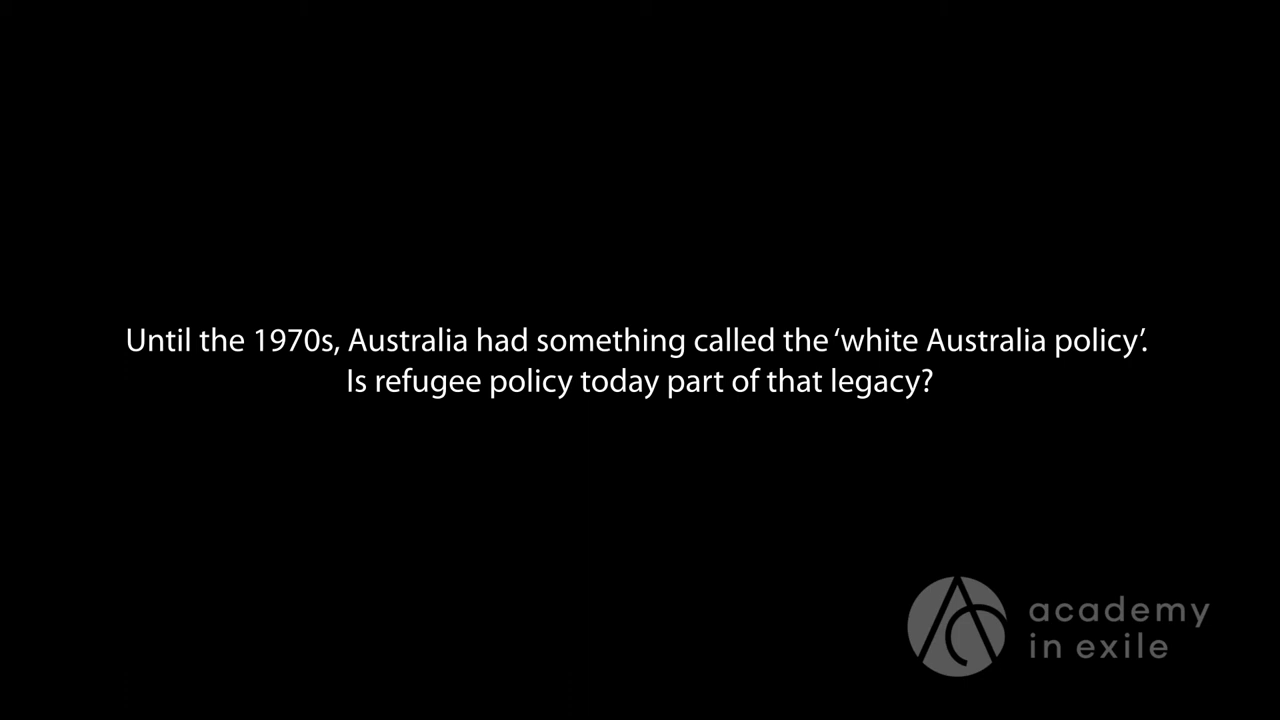 Until the 1970s, Australia had something called the ‘white Australia policy’.
Is refugee policy today part of that legacy?
academy
in exile